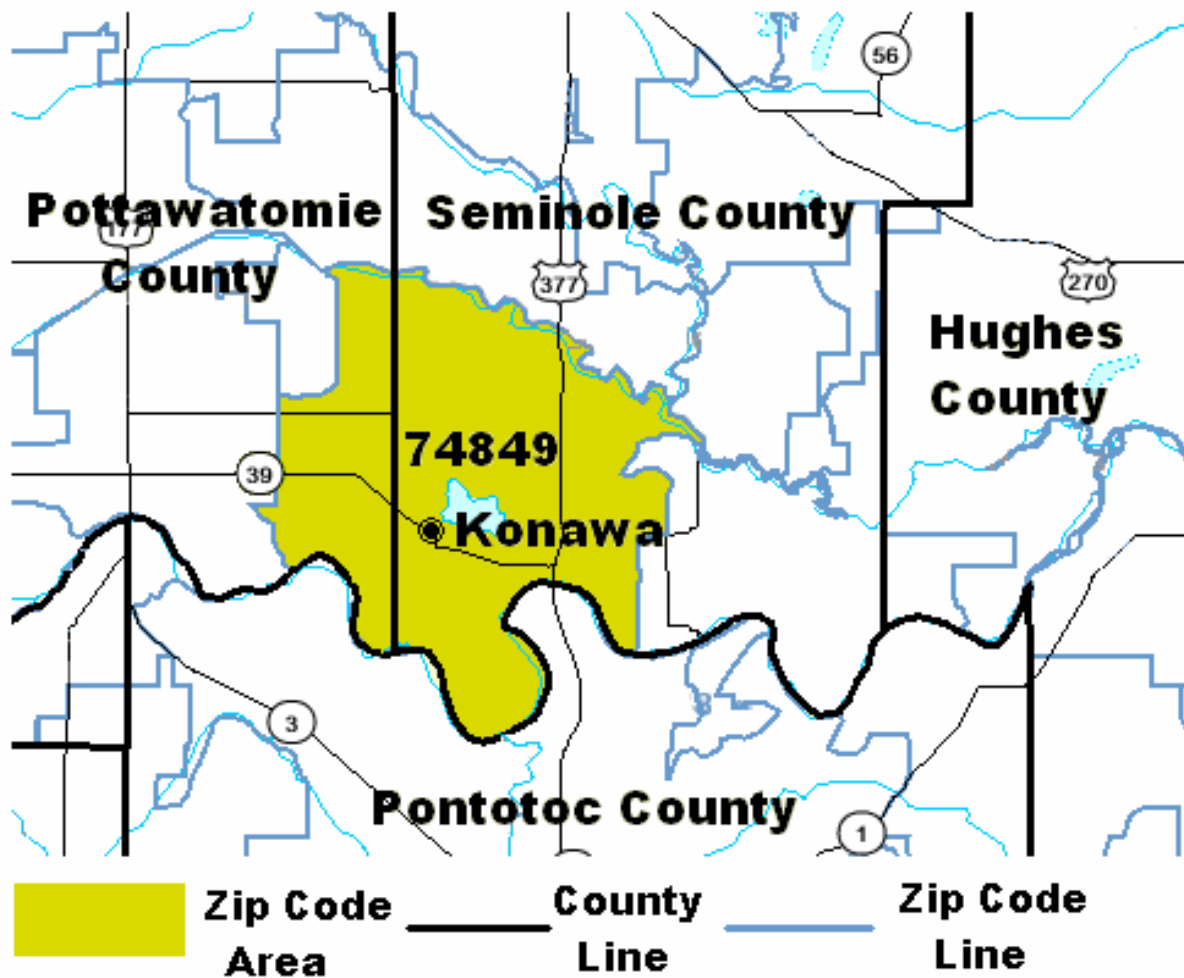 56
Pottawatomie
177
County
Seminole County
377
270
Hughes
County
74849
39
Konawa
3
Pontotoc County
1
Zip Code
Area
County
Line
Zip Code
Line